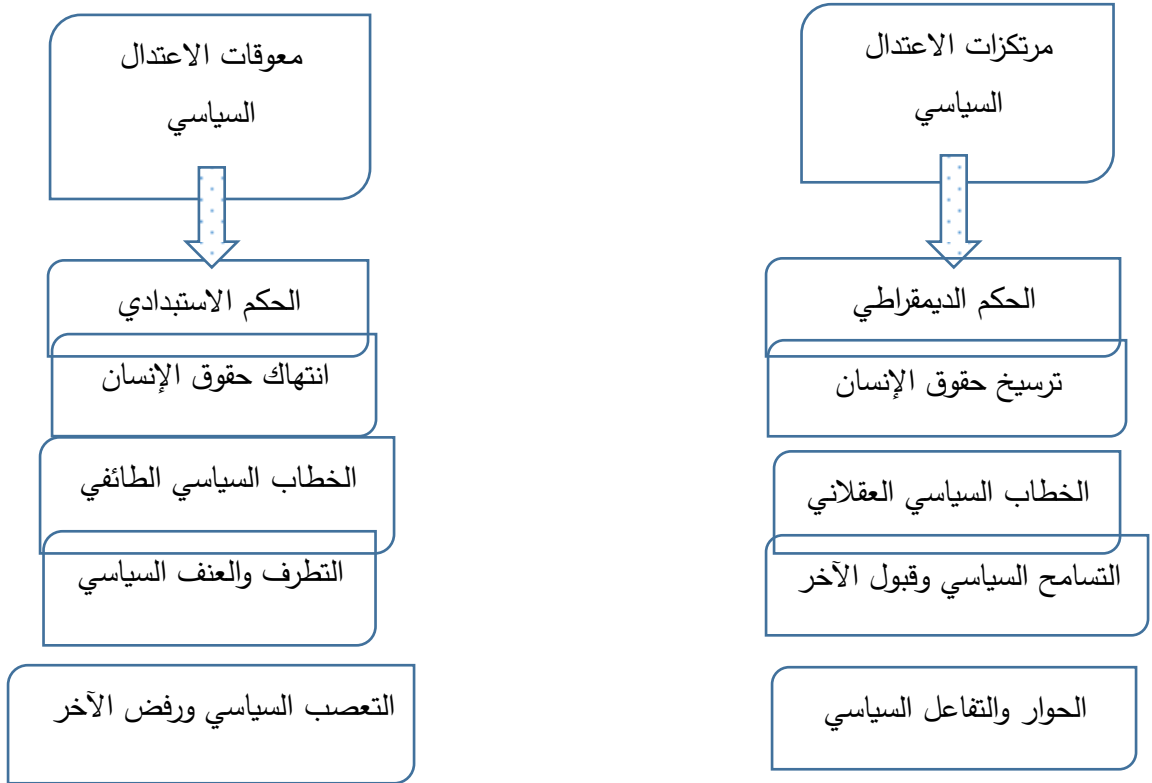 مرتكزات الاعتدال
السياسي
الحكم الديمقراطي
ترسيخ حقوق الإنسان
الخطاب السياسي العقلاني
التسامح السياسي وقبول الآخر
الحوار والتفاعل السياسي
معوقات الاعتدال
السياسي
الحكم الاستبدادي
انتهاك حقوق الإنسان
الخطاب السياسي الطائفي
التطرف والعنف السياسي
التعصب السياسي ورفض الآخر